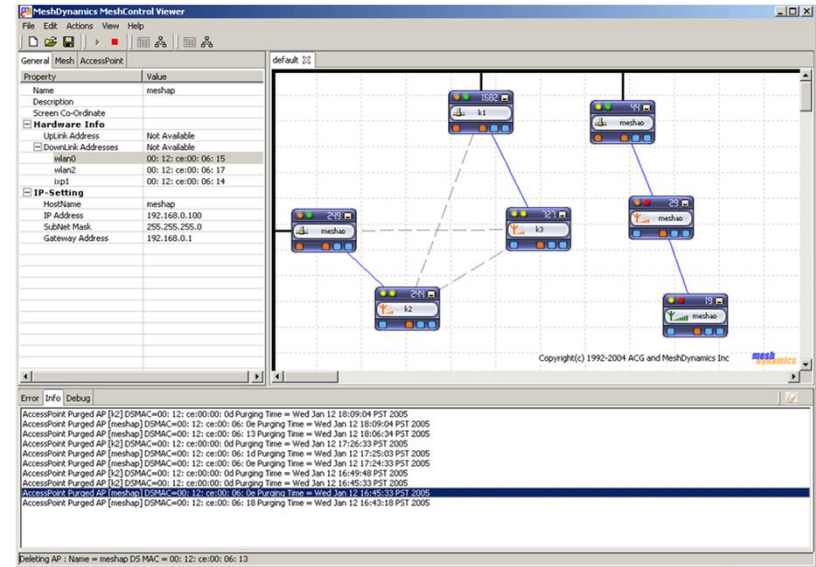 MeshDynamics MeshControl Viewer
File Edit Actions View Help
General Mesh AccessPoint
Property Value
Name meshap
Description
Screen Co-Ordinate
Hardware Info
UpLink Address Not Available
DownLink Addresses Not Available
wlan0 00: 12: ce:00: 06: 15
wlan2 00: 12: ce:00: 06: 17
ixp1 00: 12: ce:00: 06: 14
IP-Setting
HostName meshap
IP Address 192.168.0.100
SubNet Mask 255.255.255.0
Gateway Address 192.168.0.1
default
1682
k1
44
meshap
249
meshap
727
k3
29
meshap
244
k2
19
meshap
Copyright(c) 1992-2004 ACG and MeshDynamics Inc
mesh dynamics
Error Info Debug
AccessPoint Purged AP [k2] DSMAC=00: 12: ce:00:00: 0d Purging Time = Wed Jan 12 18:09:04 PST 2005
AccessPoint Purged AP [meshap] DSMAC=00: 12: ce:00: 06: 0e Purging Time = Wed Jan 12 18:09:04 PST 2005
AccessPoint Purged AP [meshap] DSMAC=00: 12: ce:00: 06: 13 Purging Time = Wed Jan 12 18:06:34 PST 2005
AccessPoint Purged AP [k2] DSMAC=00: 12: ce:00:00: 0d Purging Time = Wed Jan 12 17:26:33 PST 2005
AccessPoint Purged AP [meshap] DSMAC=00: 12: ce:00: 06: 1d Purging Time = Wed Jan 12 17:25:03 PST 2005
AccessPoint Purged AP [meshap] DSMAC=00: 12: ce:00: 06: 0e Purging Time = Wed Jan 12 17:24:33 PST 2005
AccessPoint Purged AP [k2] DSMAC=00: 12: ce:00:00: 0d Purging Time = Wed Jan 12 16:49:48 PST 2005
AccessPoint Purged AP [k2] DSMAC=00: 12: ce:00:00: 0d Purging Time = Wed Jan 12 16:45:33 PST 2005
AccessPoint Purged AP [meshap] DSMAC=00: 12: ce:00: 06: 0e Purging Time = Wed Jan 12 16:45:33 PST 2005
AccessPoint Purged AP [meshap] DSMAC=00: 12: ce:00: 06: 18 Purging Time = Wed Jan 12 16:43:18 PST 2005
Deleting AP : Name = meshap DS MAC = 00: 12: ce:00: 06: 13